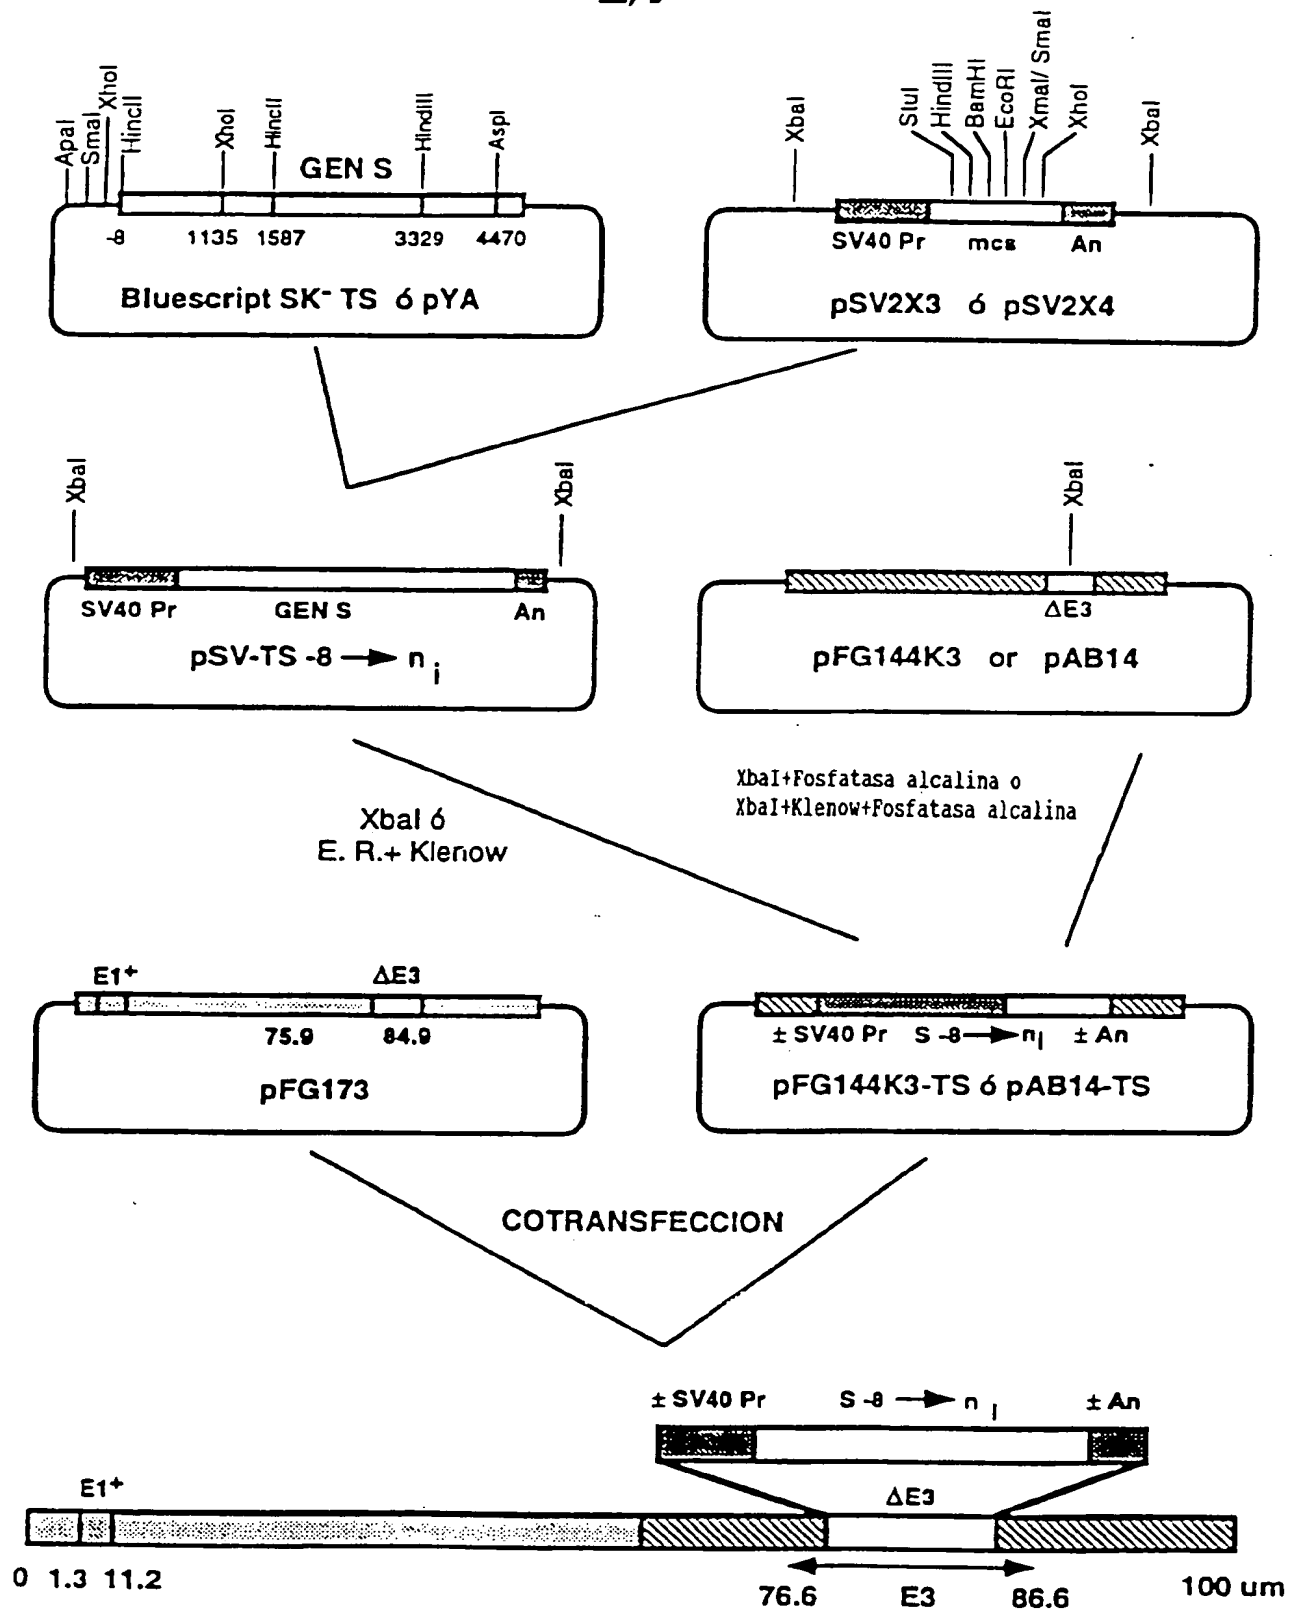 ApaI
SmaI
XhoI
HincII
XhoI
HincII
HindIII
AspI
GEN S
-8 1135 1587 3329 4470
Bluescript SK- TS ó pYA
XbaI
StuI
HindIII
BamHI
EcoRI
XmaI/ SmaI
XhoI
XbaI
SV40 Pr mcs An
pSV2X3 ó pSV2X4
XbaI
XbaI
SV40 Pr GEN S An
pSV-TS -8 → n i
XbaI
ΔE3
pFG144K3 or pAB14
XbaI ó
E. R.+ Klenow
XbaI+Fosfatasa alcalina o
XbaI+Klenow+Fosfatasa alcalina
E1+ ΔE3
75.9 84.9
pFG173
± SV40 Pr S -8 → n i ± An
pFG144K3-TS ó pAB14-TS
COTRANSFECCION
± SV40 Pr S -8 → n i ± An
E1+
ΔE3
0 1.3 11.2
76.6 E3 86.6
100 um